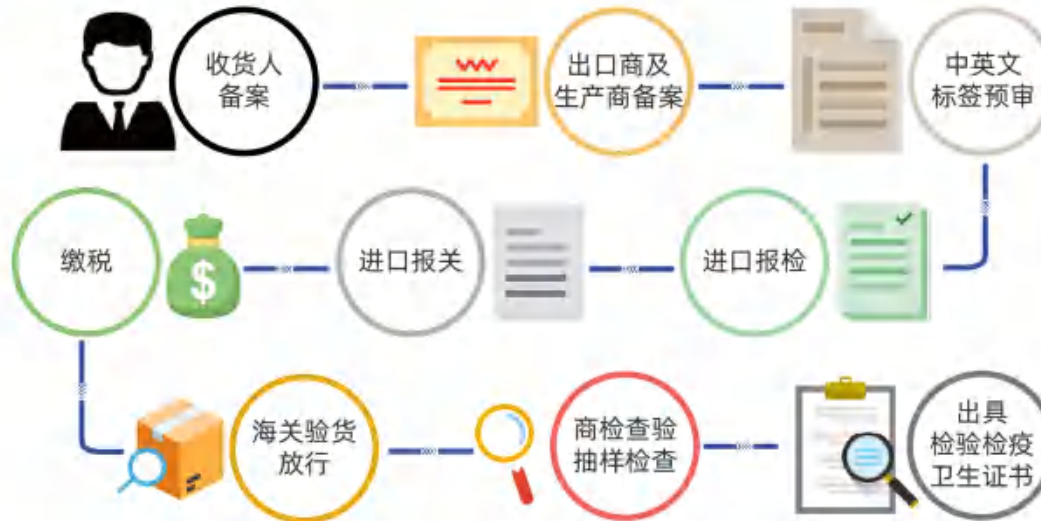 收货人
备案
出口商及
生产商备案
中英文
标签预审
进口报检
进口报关
缴税
$
海关验货
放行
商检查验
抽样检查
出具
检验检疫
卫生证书